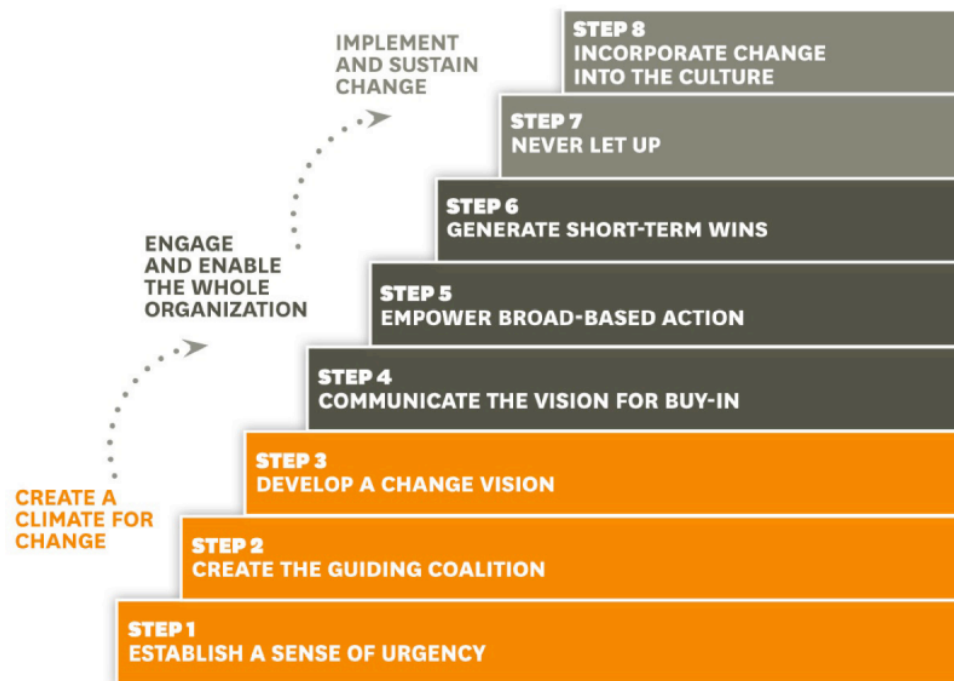 IMPLEMENT
AND SUSTAIN
CHANGE
STEP 8
INCORPORATE CHANGE
INTO THE CULTURE
STEP 7
NEVER LET UP
STEP 6
GENERATE SHORT-TERM WINS
ENGAGE
AND ENABLE
THE WHOLE
ORGANIZATION
STEP 5
EMPOWER BROAD-BASED ACTION
STEP 4
COMMUNICATE THE VISION FOR BUY-IN
STEP 3
DEVELOP A CHANGE VISION
CREATE A
CLIMATE FOR
CHANGE
STEP 2
CREATE THE GUIDING COALITION
STEP 1
ESTABLISH A SENSE OF URGENCY